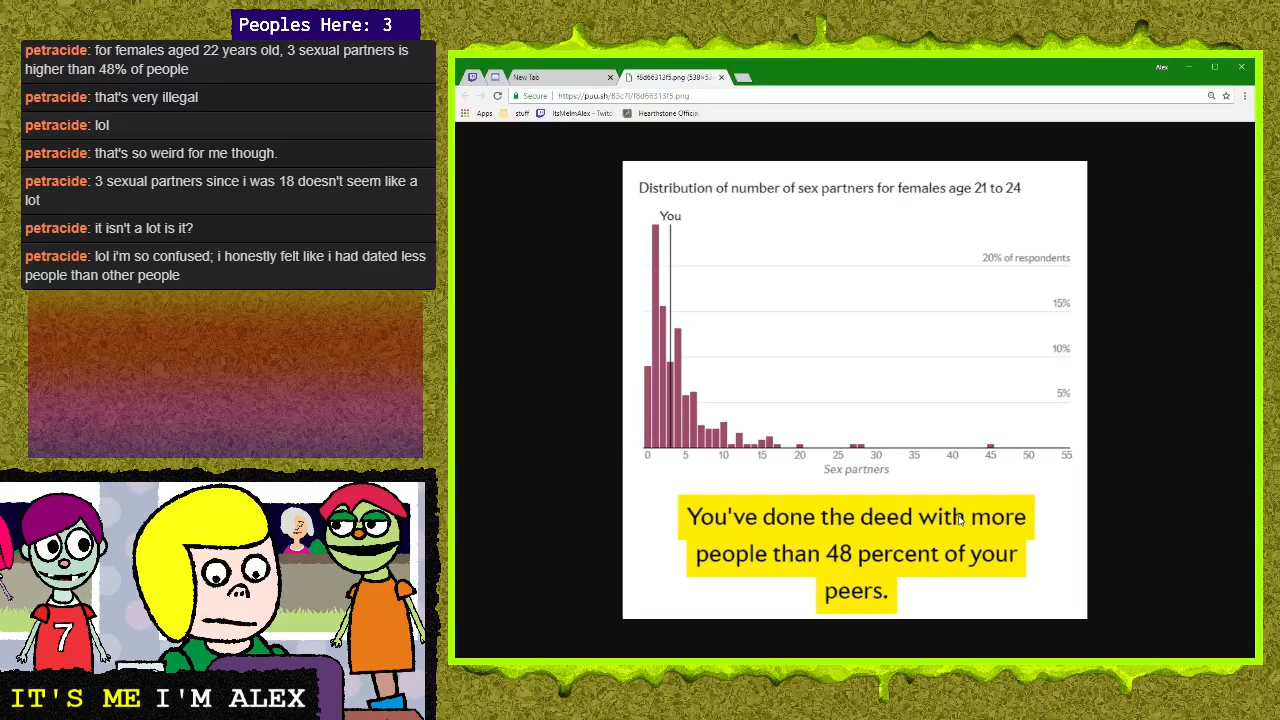 Peoples Here: 3
petracide: for females aged 22 years old, 3 sexual partners is
higher than 48% of people
petracide: that's very illegal
petracide: lol
petracide: that's so weird for me though.
petracide: 3 sexual partners since i was 18 doesn't seem like a
lot
petracide: it isn't a lot is it?
petracide: lol i'm so confused; i honestly felt like i had dated less
people than other people
7
IT'S ME I'M ALEX
Alex
New Tab
Secure
Apps stuff ItsMeImAlex - Twitc Hearthstone Offici
Distribution of number of sex partners for females age 21 to 24
You
20% of respondents
15%
10%
5%
0 5 10 15 20 25 30 35 40 45 50 55
Sex partners
You've done the deed with more
people than 48 percent of your
peers.